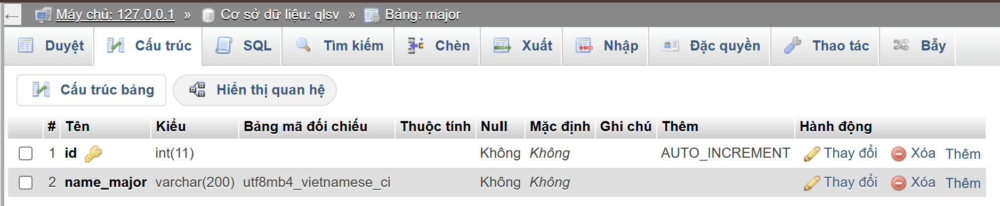 ← Máy chủ: 127.0.0.1 » Cơ sở dữ liệu: qlsv » Bảng: major
Duyệt Cấu trúc SQL Tìm kiếm Chèn Xuất Nhập Đặc quyền Thao tác Bẫy
Cấu trúc bảng Hiển thị quan hệ
# Tên Kiểu Bảng mã đối chiếu Thuộc tính Null Mặc định Ghi chú Thêm Hành động
1 id int(11) Không Không AUTO_INCREMENT Thay đổi Xóa Thêm
2 name_major varchar(200) utf8mb4_vietnamese_ci Không Không Thay đổi Xóa Thêm